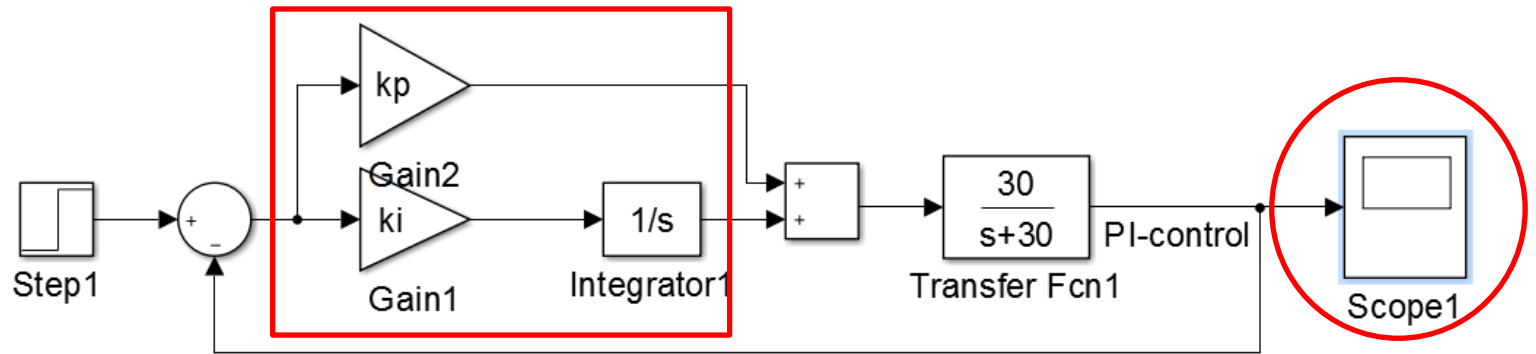 kp
Gain2
Step1
+
−
ki
Gain1
1/s
Integrator1
+
+
30
s+30
Transfer Fcn1
PI-control
Scope1